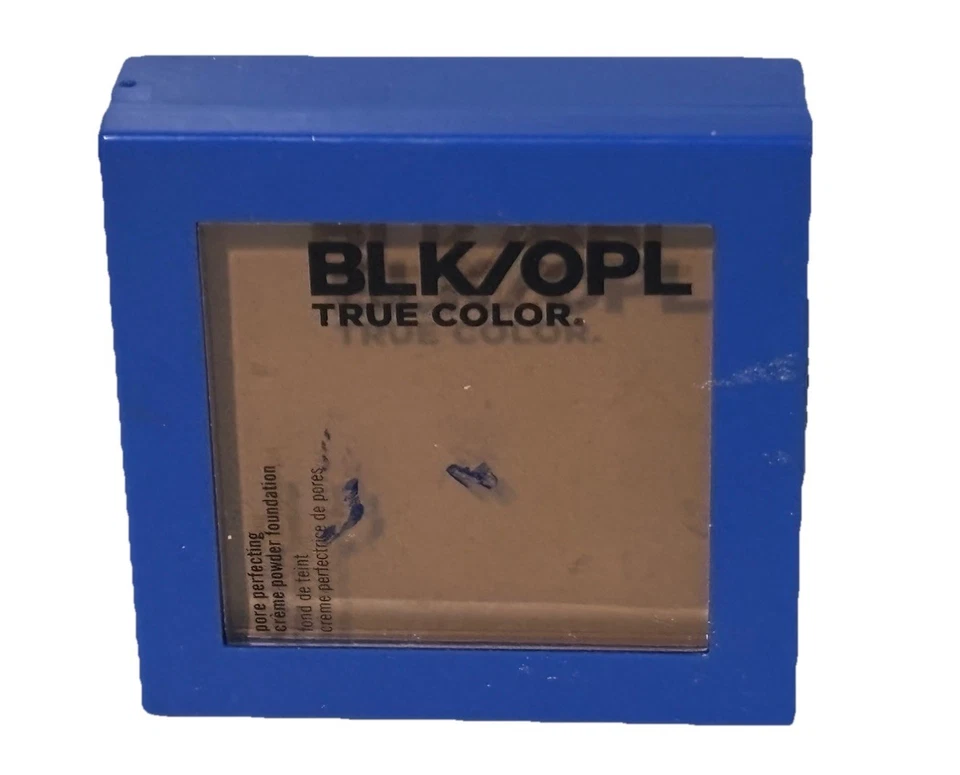 BLK/OPL
TRUE COLOR®
pore perfecting
crème powder foundation
fond de teint
crème perfectrice de pores